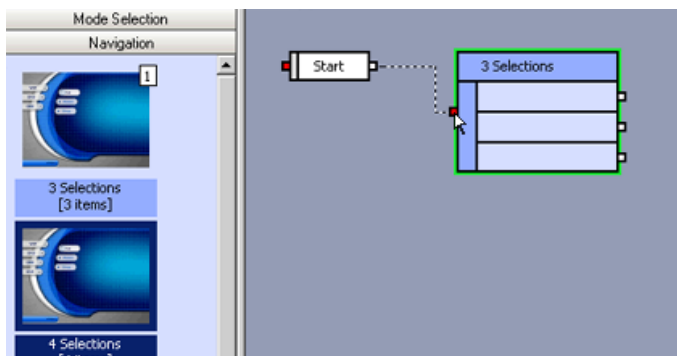 Mode Selection
Navigation
1
3 Selections
[3 items]
4 Selections
Start
3 Selections